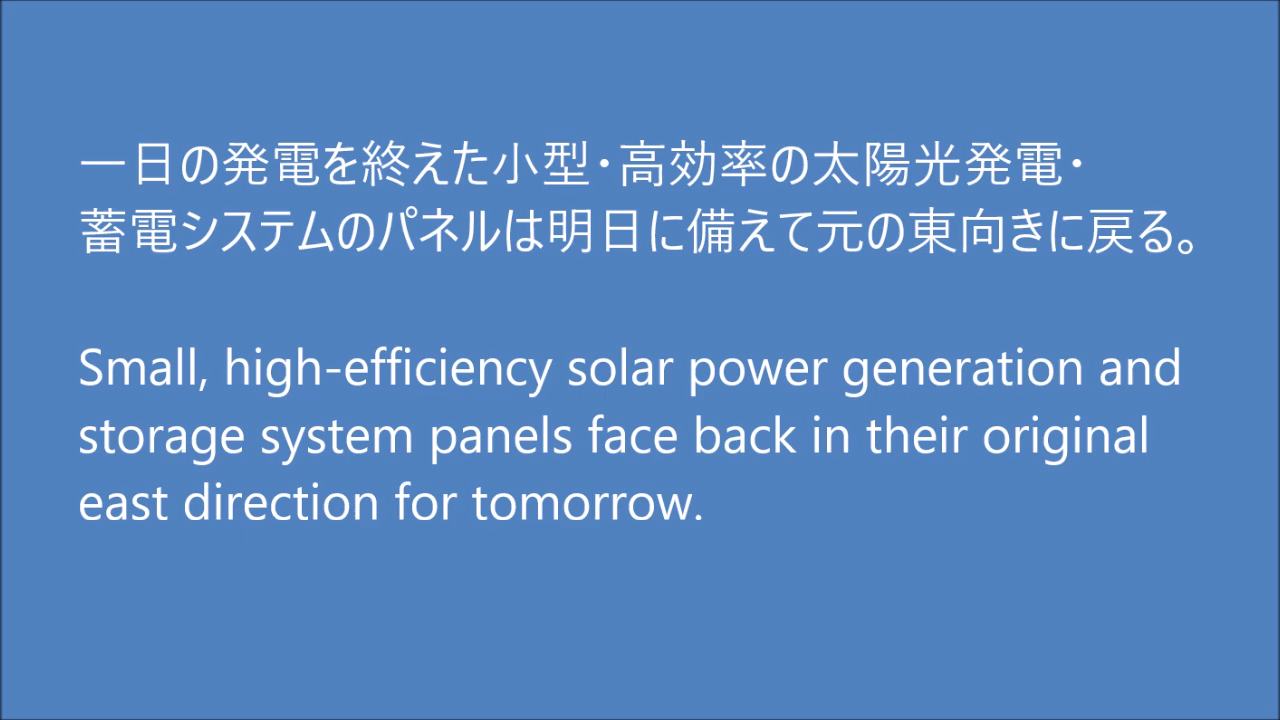 一日の発電を終えた小型・高効率の太陽光発電・
蓄電システムのパネルは明日に備えて元の東向きに戻る。
Small, high-efficiency solar power generation and
storage system panels face back in their original
east direction for tomorrow.